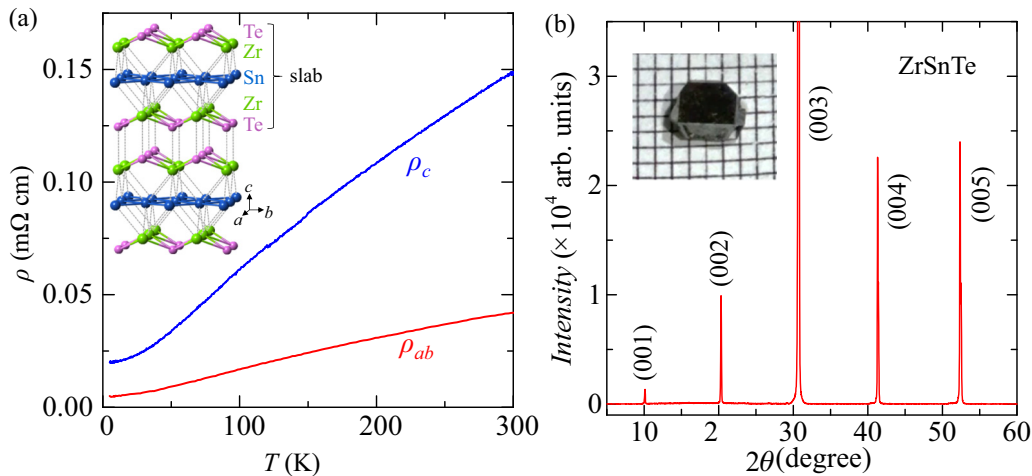 (a)
0.15
0.10
0.05
0.00
ρ (mΩ cm)
Te
Zr
Sn
Zr
Te
slab
c
a
b
ρc
ρab
0 100 200 300
T (K)
(b)
ZrSnTe
3
2
1
0
Intensity (× 10⁴ arb. units)
(001)
(002)
(003)
(004)
(005)
10 20 30 40 50 60
2θ(degree)